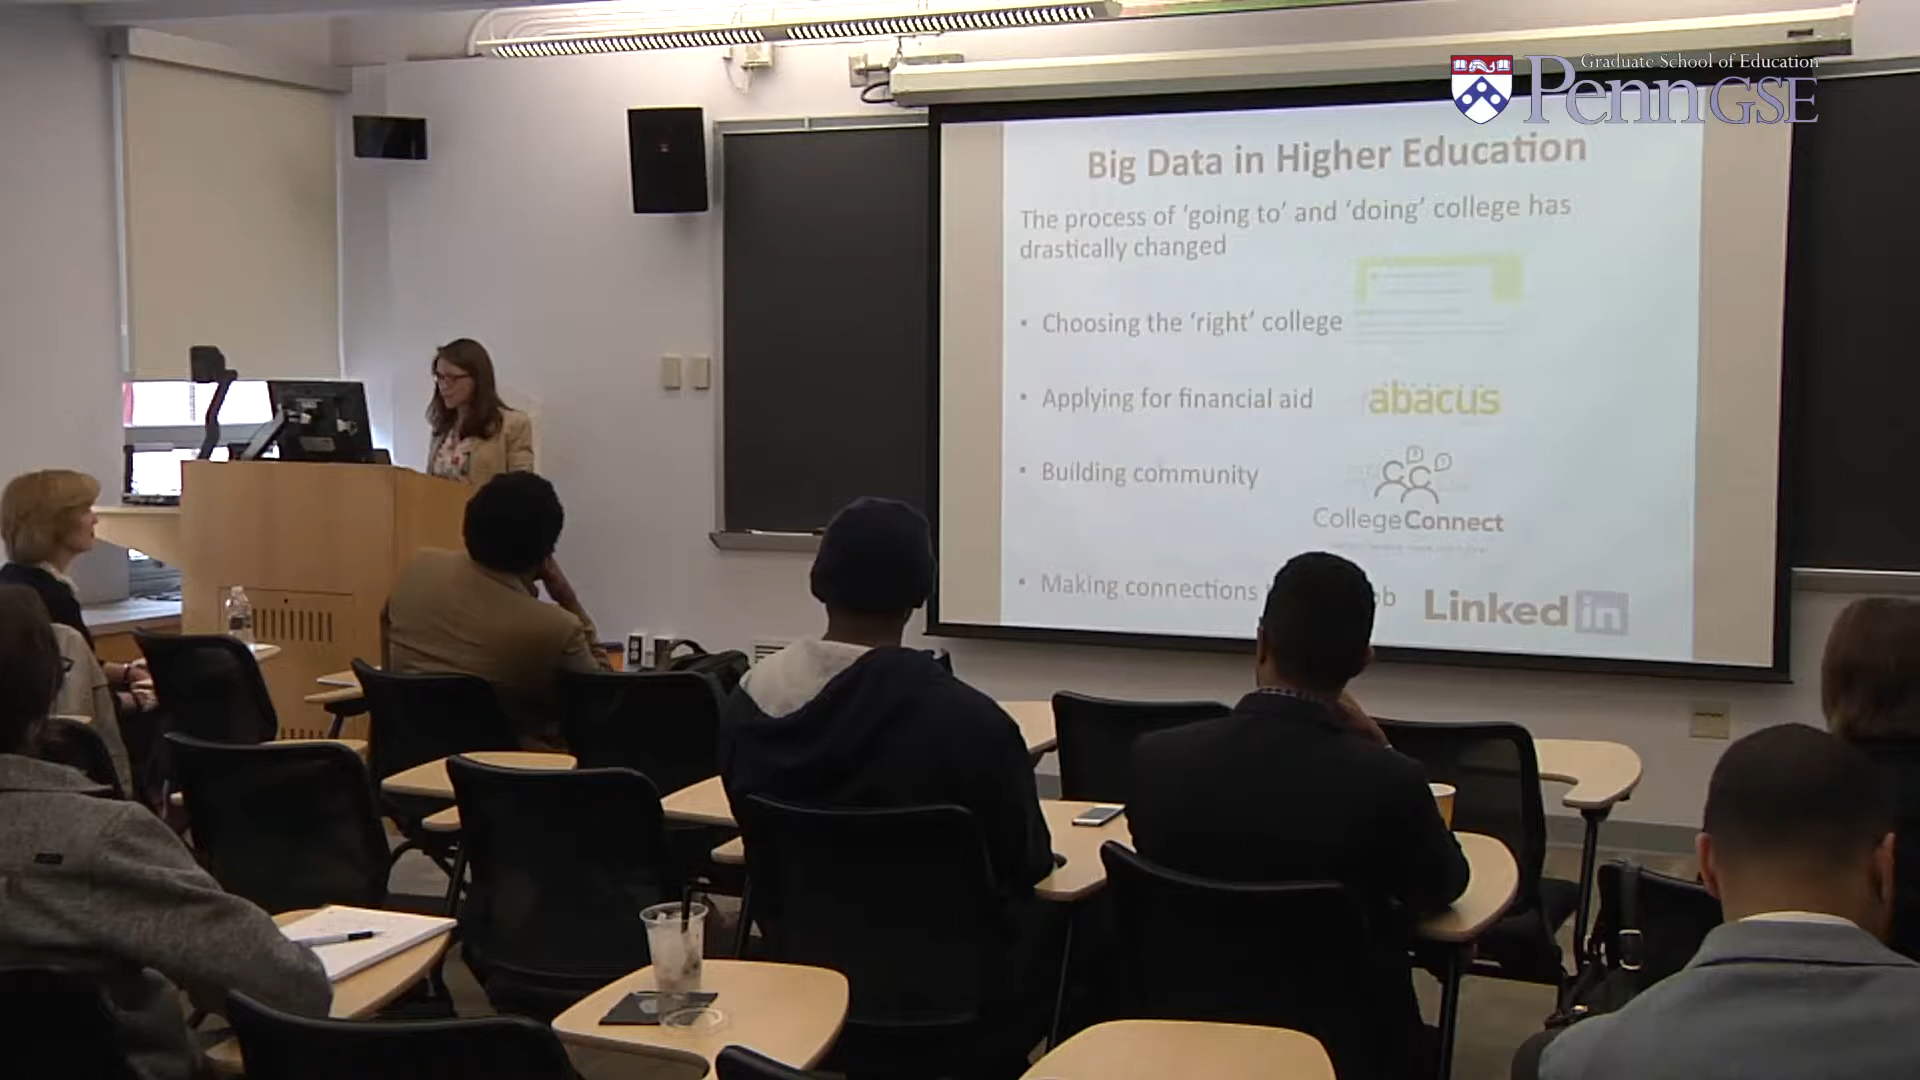 Graduate School of Education
PennGSE
Big Data in Higher Education
The process of ‘going to’ and ‘doing’ college has
drastically changed
• Choosing the ‘right’ college
• Applying for financial aid
abacus
• Building community
CollegeConnect
• Making connections
LinkedIn